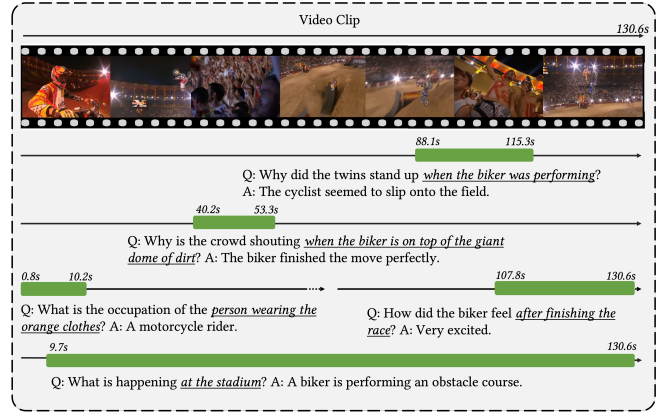 Video Clip
130.6s
88.1s 115.3s
Q: Why did the twins stand up when the biker was performing?
A: The cyclist seemed to slip onto the field.
40.2s 53.3s
Q: Why is the crowd shouting when the biker is on top of the giant
dome of dirt? A: The biker finished the move perfectly.
0.8s 10.2s
Q: What is the occupation of the person wearing the
orange clothes? A: A motorcycle rider.
107.8s 130.6s
Q: How did the biker feel after finishing the
race? A: Very excited.
9.7s 130.6s
Q: What is happening at the stadium? A: A biker is performing an obstacle course.